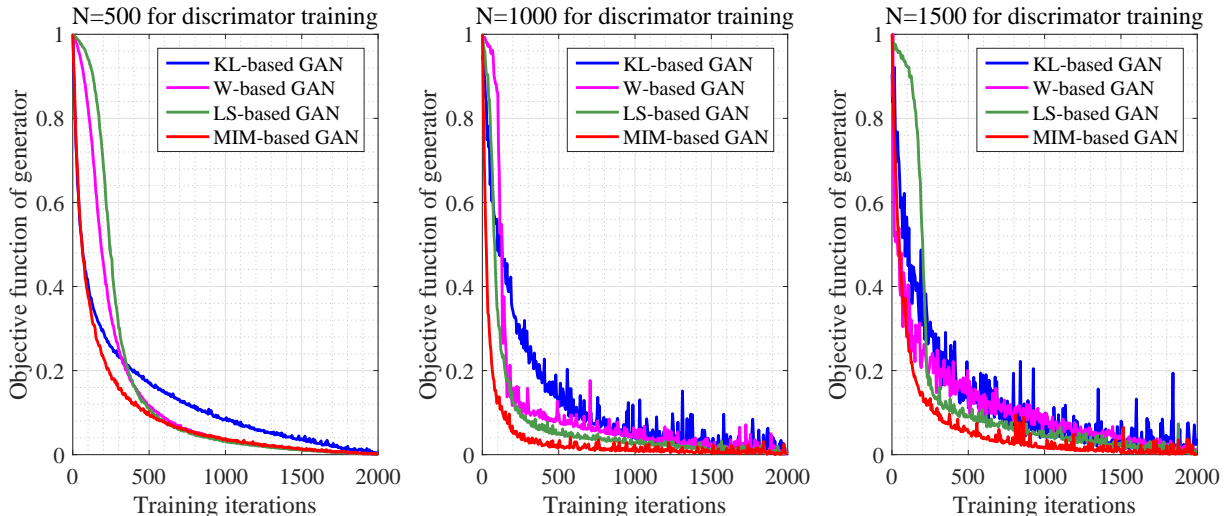 N=500 for discrimator training
1
0.8
0.6
0.4
0.2
0
0
500
1000
1500
2000
Objective function of generator
Training iterations
KL-based GAN
W-based GAN
LS-based GAN
MIM-based GAN
N=1000 for discrimator training
1
0.8
0.6
0.4
0.2
0
0
500
1000
1500
2000
Objective function of generator
Training iterations
KL-based GAN
W-based GAN
LS-based GAN
MIM-based GAN
N=1500 for discrimator training
1
0.8
0.6
0.4
0.2
0
0
500
1000
1500
2000
Objective function of generator
Training iterations
KL-based GAN
W-based GAN
LS-based GAN
MIM-based GAN